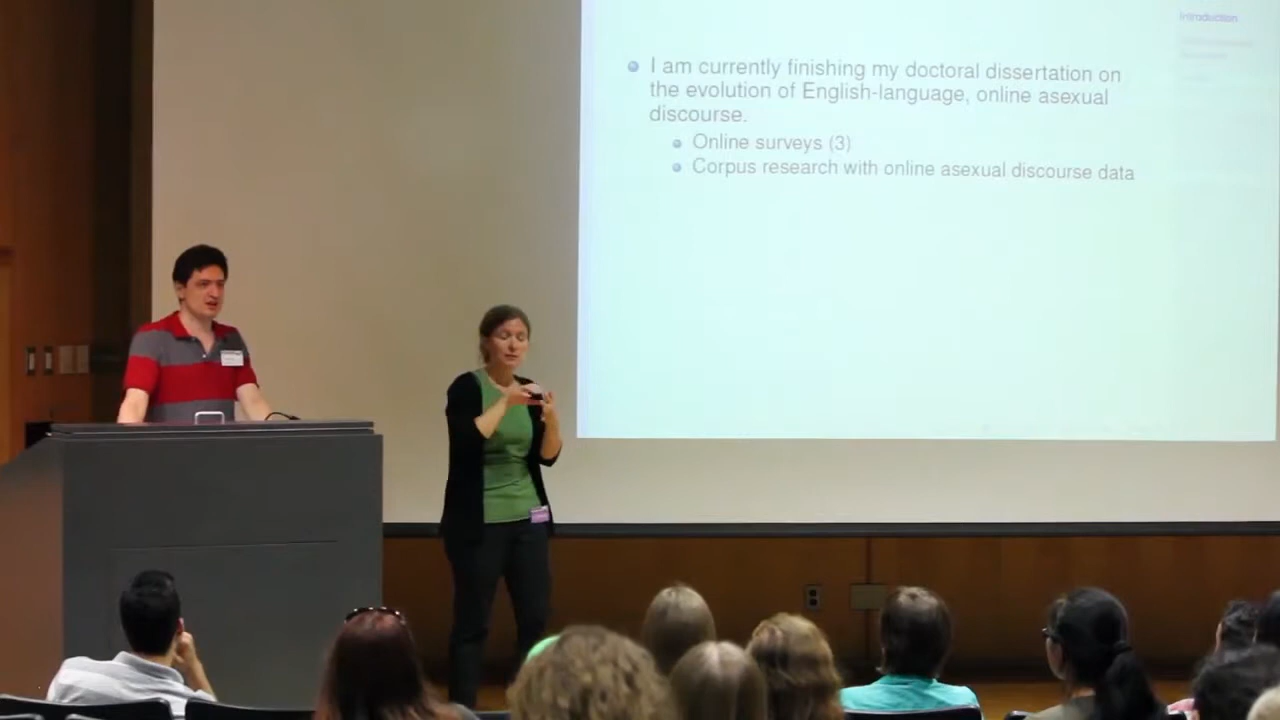 Introduction
I am currently finishing my doctoral dissertation on
the evolution of English-language, online asexual
discourse.
Online surveys (3)
Corpus research with online asexual discourse data